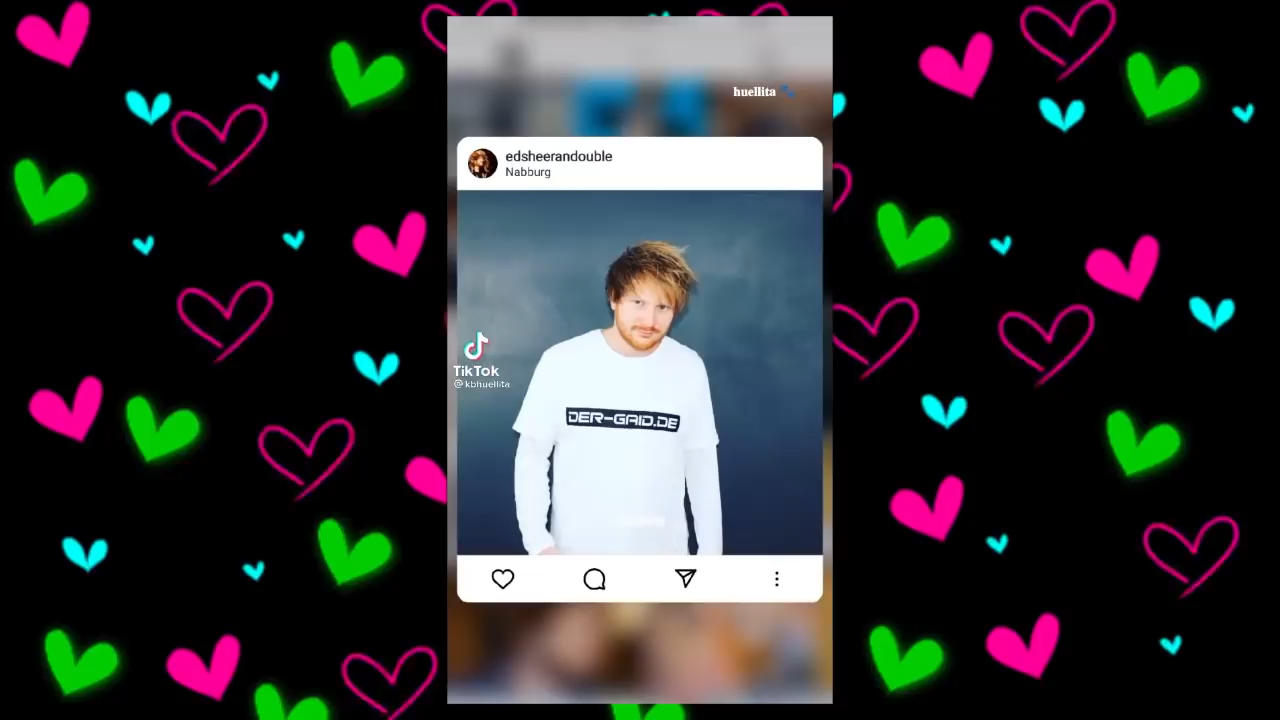 huellita
edsheerandouble
Nabburg
TikTok
@kbhuellita
DER-GAID.DE